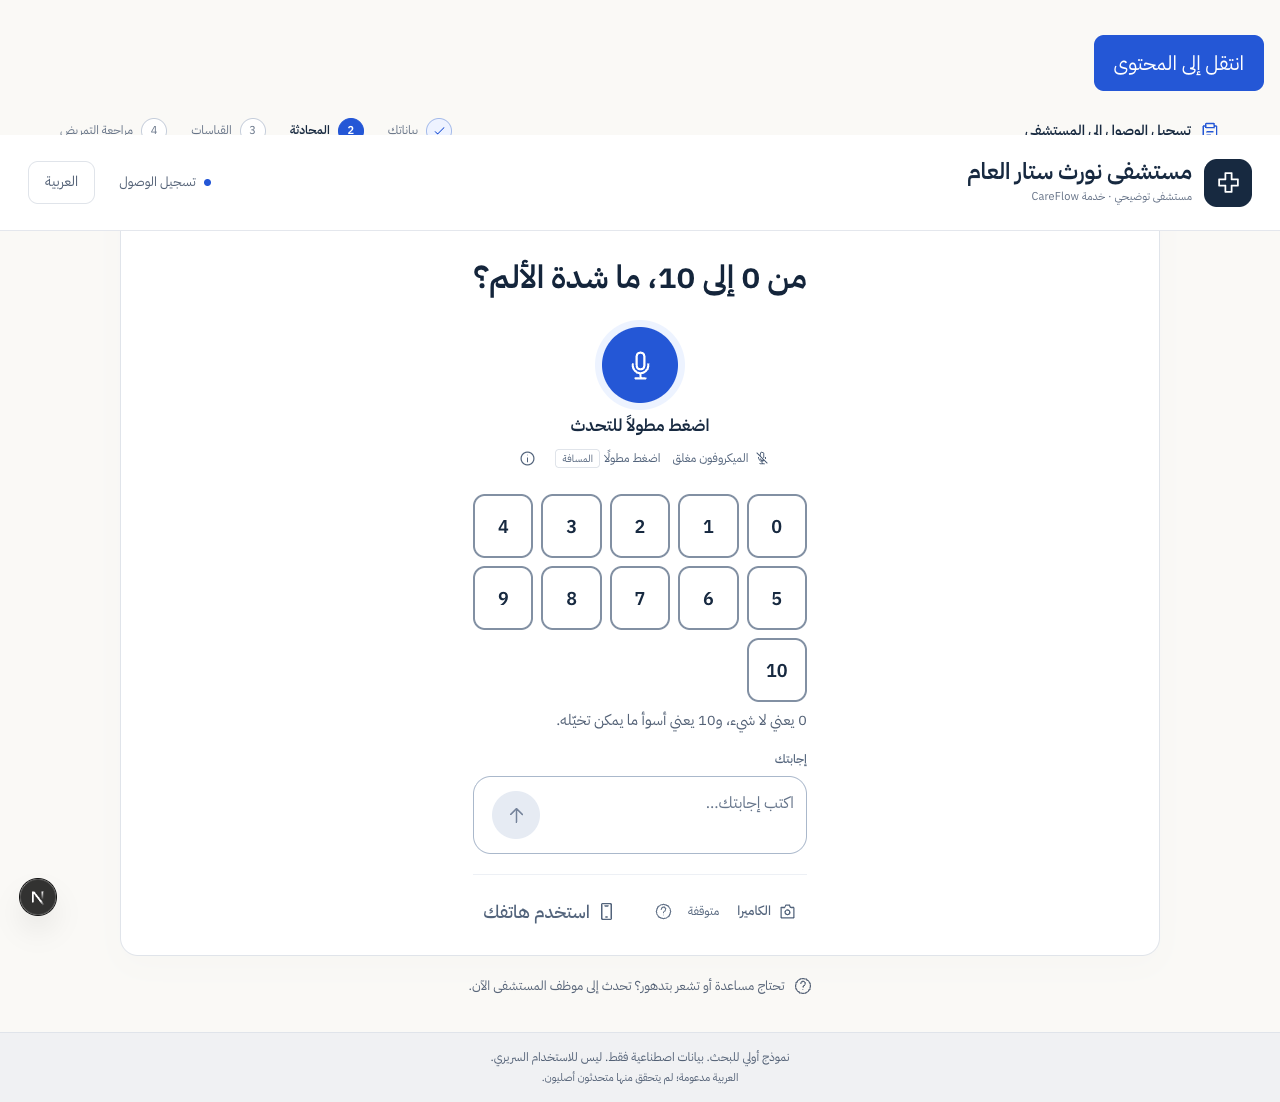 انتقل إلى المحتوى
تسجيل الوصول إلى المستشفى
بياناتك
2 المحادثة
3 القياسات
4 مراجعة التمريض
مستشفى نورث ستار العام
مستشفى توضيحي · خدمة CareFlow
تسجيل الوصول
العربية
من 0 إلى 10، ما شدة الألم؟
اضغط مطولاً للتحدث
الميكروفون مغلق اضغط مطولًا المسافة
0 1 2 3 4
5 6 7 8 9
10
0 يعني لا شيء، و10 يعني أسوأ ما يمكن تخيّله.
إجابتك
اكتب إجابتك...
الكاميرا متوقفة استخدم هاتفك
تحتاج مساعدة أو تشعر بتدهور؟ تحدث إلى موظف المستشفى الآن.
نموذج أولي للبحث. بيانات اصطناعية فقط. ليس للاستخدام السريري.
العربية مدعومة؛ لم يتحقق منها متحدثون أصليون.
N